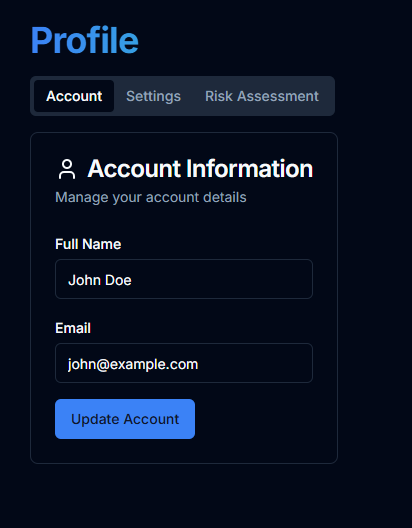 Profile
Account Settings Risk Assessment
Account Information
Manage your account details
Full Name
John Doe
Email
john@example.com
Update Account